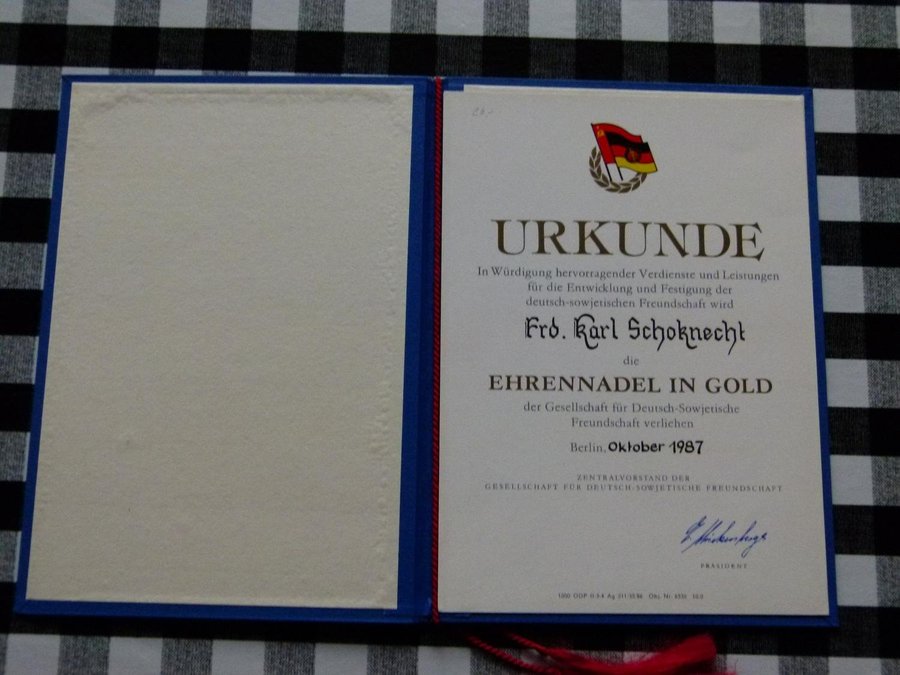 URKUNDE
In Würdigung hervorragender Verdienste und Leistungen
für die Entwicklung und Festigung der
deutsch-sowjetischen Freundschaft wird
Frd. Karl Schoknecht
die
EHRENNADEL IN GOLD
der Gesellschaft für Deutsch-Sowjetische
Freundschaft verliehen
Berlin, Oktober 1987
ZENTRALVORSTAND DER
GESELLSCHAFT FÜR DEUTSCH-SOWJETISCHE FREUNDSCHAFT
PRÄSIDENT